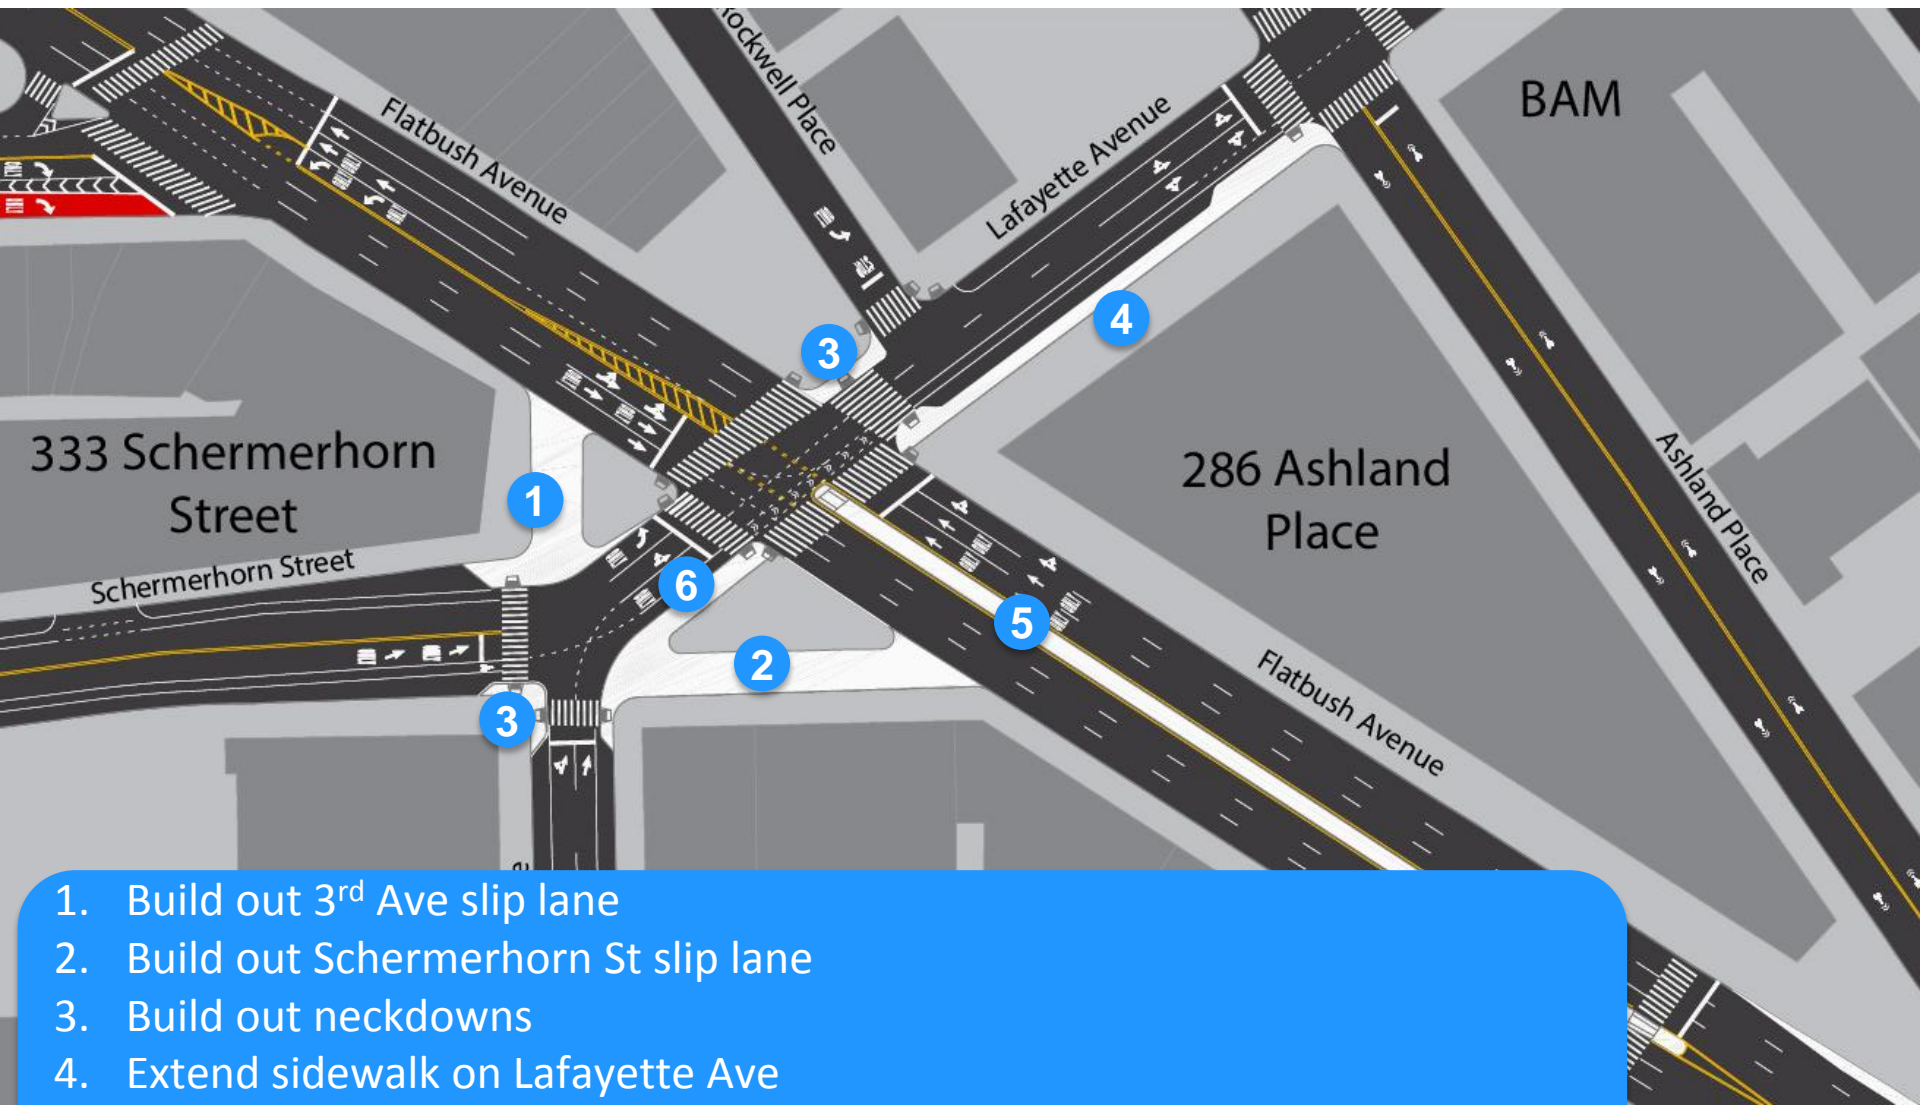 Rockwell Place
BAM
Flatbush Avenue
Lafayette Avenue
3
4
333 Schermerhorn
Street
286 Ashland
Place
Ashland Place
1
Schermerhorn Street
6
5
2
Flatbush Avenue
3
e
1. Build out 3rd Ave slip lane
2. Build out Schermerhorn St slip lane
3. Build out neckdowns
4. Extend sidewalk on Lafayette Ave